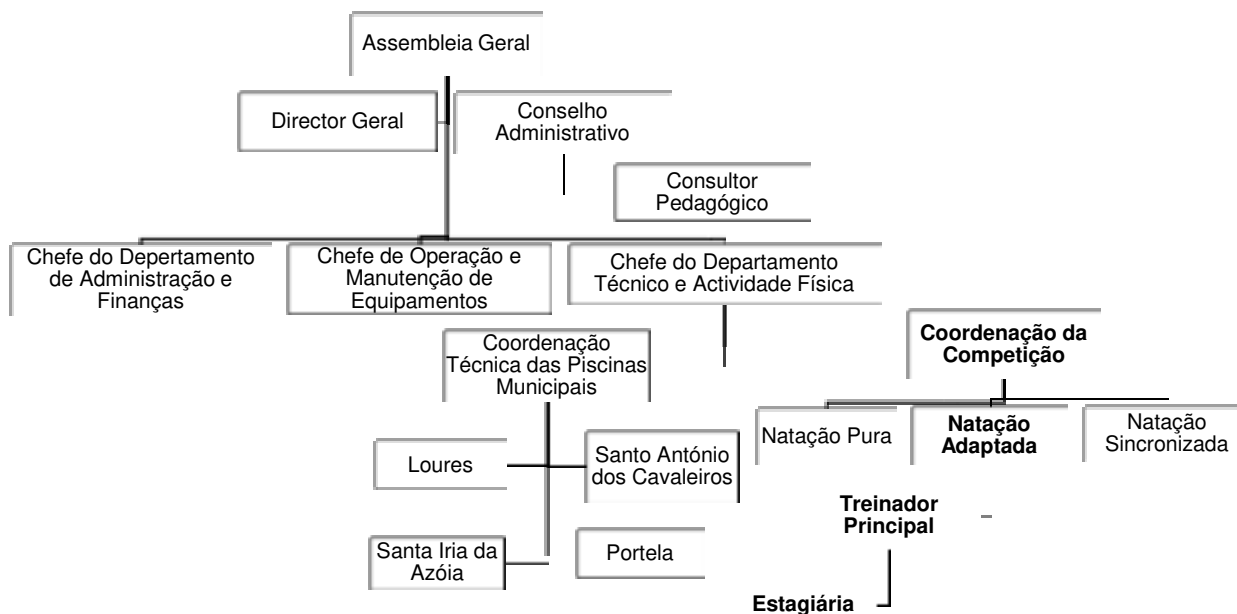 Assembleia Geral
Director Geral
Conselho
Administrativo
Consultor
Pedagógico
Chefe do Depertamento
de Administração e
Finanças
Chefe de Operação e
Manutenção de
Equipamentos
Chefe do Departamento
Técnico e Actividade Física
Coordenação
Técnica das Piscinas
Municipais
Coordenação da
Competição
Natação Pura
Natação
Adaptada
Natação
Sincronizada
Loures
Santo António
dos Cavaleiros
Treinador
Principal
Santa Iria da
Azóia
Portela
Estagiária